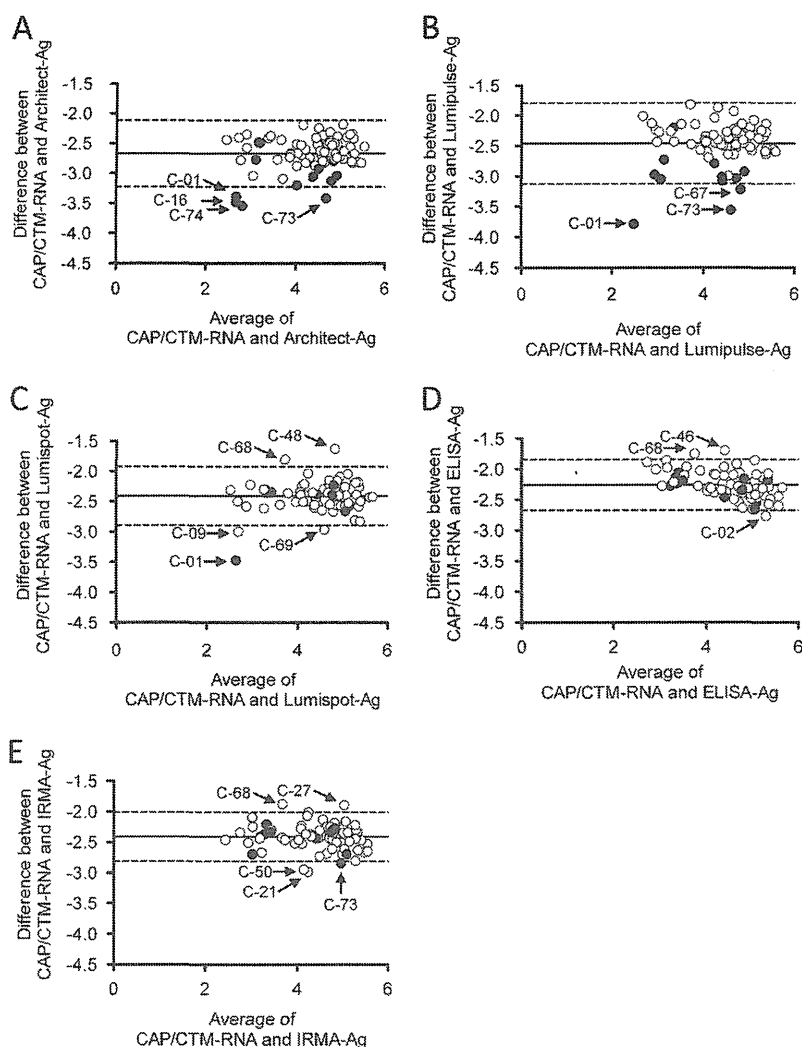 A
Difference between
CAP/CTM-RNA and Architect-Ag
-1.5
-2.0
-2.5
-3.0
-3.5
-4.0
-4.5
C-01
C-16
C-74
C-73
0 2 4 6
Average of
CAP/CTM-RNA and Architect-Ag
B
Difference between
CAP/CTM-RNA and Lumipulse-Ag
-1.5
-2.0
-2.5
-3.0
-3.5
-4.0
-4.5
C-67
C-73
C-01
0 2 4 6
Average of
CAP/CTM-RNA and Lumipulse-Ag
C
Difference between
CAP/CTM-RNA and Lumispot-Ag
-1.5
-2.0
-2.5
-3.0
-3.5
-4.0
-4.5
C-48
C-68
C-09
C-69
C-01
0 2 4 6
Average of
CAP/CTM-RNA and Lumispot-Ag
D
Difference between
CAP/CTM-RNA and ELISA-Ag
-1.5
-2.0
-2.5
-3.0
-3.5
-4.0
-4.5
C-46
C-68
C-02
0 2 4 6
Average of
CAP/CTM-RNA and ELISA-Ag
E
Difference between
CAP/CTM-RNA and IRMA-Ag
-1.5
-2.0
-2.5
-3.0
-3.5
-4.0
-4.5
C-68
C-27
C-50
C-21
C-73
0 2 4 6
Average of
CAP/CTM-RNA and IRMA-Ag